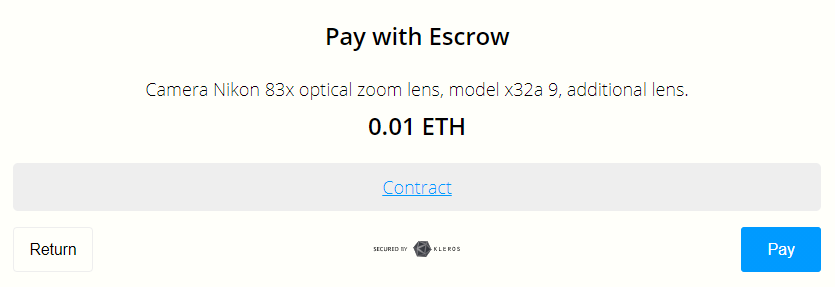 Pay with Escrow
Camera Nikon 83x optical zoom lens, model x32a 9, additional lens.
0.01 ETH
Contract
Return
SECURED BY KLEROS
Pay